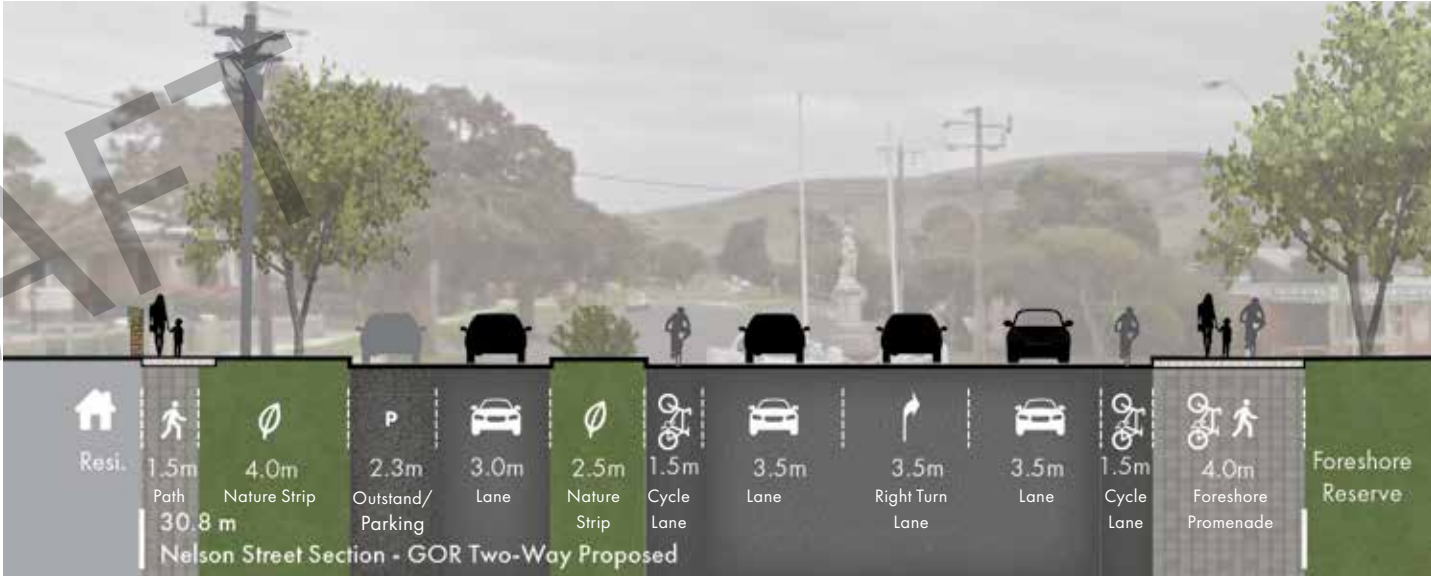 AFT
Resi.
1.5m
Path
4.0m
Nature Strip
P
2.3m
Outstand/
Parking
3.0m
Lane
2.5m
Nature
Strip
1.5m
Cycle
Lane
3.5m
Lane
3.5m
Right Turn
Lane
3.5m
Lane
1.5m
Cycle
Lane
4.0m
Foreshore
Promenade
Foreshore
Reserve
30.8 m
Nelson Street Section - GOR Two-Way Proposed